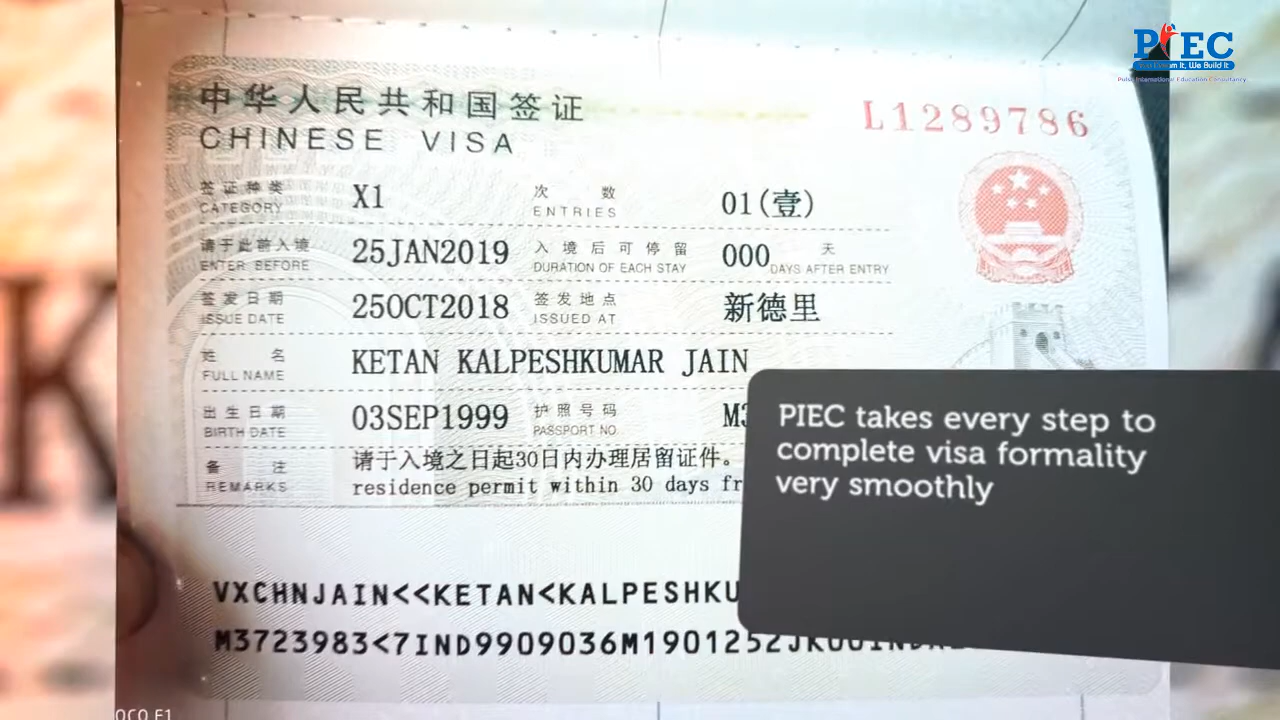 PIEC
Pulse International Education Consultancy
中华人民共和国签证
CHINESE VISA
L1289786
签证种类 CATEGORY X1 次数 ENTRIES 01(壹)
请于此前入境 ENTER BEFORE 25JAN2019 入境后可停留 DURATION OF EACH STAY 000 天 DAYS AFTER ENTRY
签发日期 ISSUE DATE 25OCT2018 签发地点 ISSUED AT 新德里
姓名 FULL NAME KETAN KALPESHKUMAR JAIN
出生日期 BIRTH DATE 03SEP1999 护照号码 PASSPORT NO. M3
备注 REMARKS 请于入境之日起30日内办理居留证件。
residence permit within 30 days fr
PIEC takes every step to
complete visa formality
very smoothly
VXCHNJAIN<<KETAN<KALPESHKU
M3723983<7IND9909036M1901252